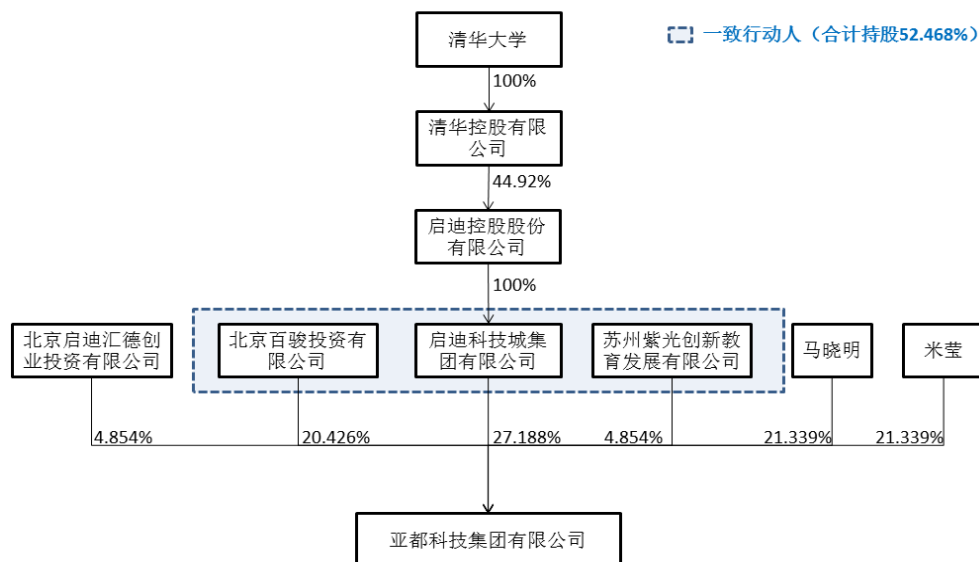 清华大学
一致行动人（合计持股52.468%）
100%
清华控股有限
公司
44.92%
启迪控股股份
有限公司
100%
北京启迪汇德创
业投资有限公司
北京百骏投资有
限公司
启迪科技城集
团有限公司
苏州紫光创新教
育发展有限公司
马晓明
米莹
4.854%
20.426%
27.188%
4.854%
21.339%
21.339%
亚都科技集团有限公司